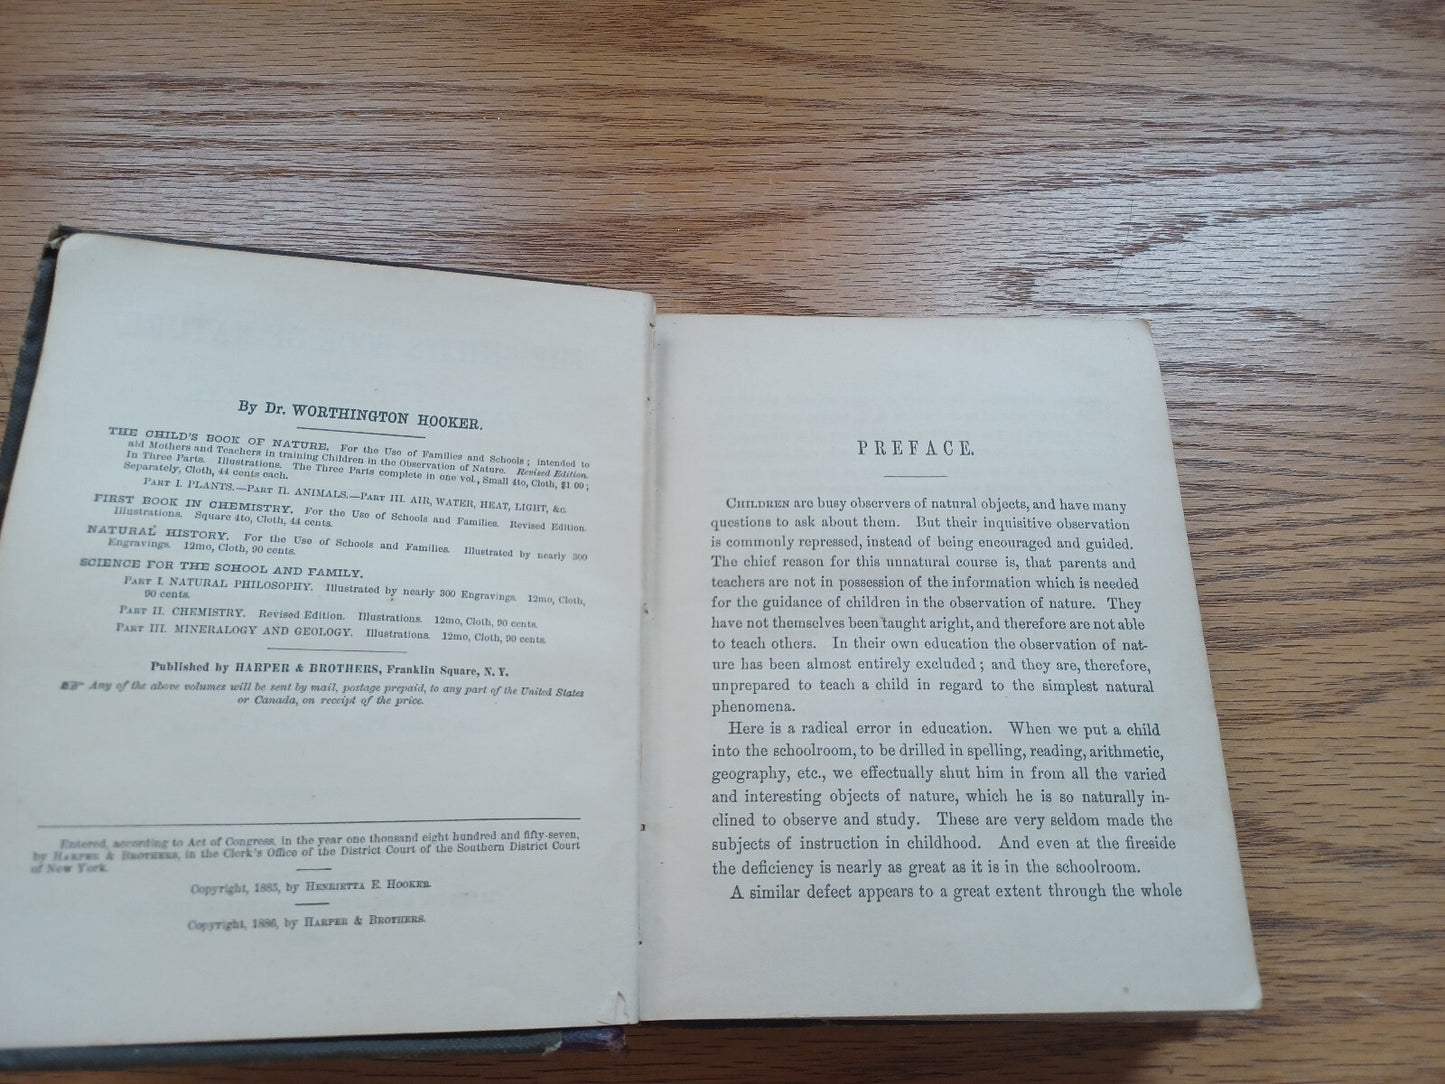 By Dr. WORTHINGTON HOOKER.
THE CHILD'S BOOK OF NATURE. For the Use of Families and Schools; intended to
aid Mothers and Teachers in training Children in the Observation of Nature. Revised Edition.
In Three Parts. Illustrations. The Three Parts complete in one vol., Small 4to, Cloth, $1 00;
Separately, Cloth, 44 cents each.
PART I. PLANTS.—PART II. ANIMALS.—PART III. AIR, WATER, HEAT, LIGHT, &c.
FIRST BOOK IN CHEMISTRY. For the Use of Schools and Families. Revised Edition.
Illustrations. Square 4to, Cloth, 44 cents.
NATURAL HISTORY. For the Use of Schools and Families. Illustrated by nearly 300
Engravings. 12mo, Cloth, 90 cents.
SCIENCE FOR THE SCHOOL AND FAMILY.
PART I. NATURAL PHILOSOPHY. Illustrated by nearly 300 Engravings. 12mo, Cloth,
90 cents.
PART II. CHEMISTRY. Revised Edition. Illustrations. 12mo, Cloth, 90 cents.
PART III. MINERALOGY AND GEOLOGY. Illustrations. 12mo, Cloth, 90 cents.
Published by HARPER & BROTHERS, Franklin Square, N. Y.
☛ Any of the above volumes will be sent by mail, postage prepaid, to any part of the United States
or Canada, on receipt of the price.
Entered, according to Act of Congress, in the year one thousand eight hundred and fifty-seven,
by HARPER & BROTHERS, in the Clerk's Office of the District Court of the Southern District Court
of New York.
Copyright, 1885, by HENRIETTA E. HOOKER.
Copyright, 1886, by HARPER & BROTHERS.
PREFACE.
CHILDREN are busy observers of natural objects, and have many
questions to ask about them. But their inquisitive observation
is commonly repressed, instead of being encouraged and guided.
The chief reason for this unnatural course is, that parents and
teachers are not in possession of the information which is needed
for the guidance of children in the observation of nature. They
have not themselves been taught aright, and therefore are not able
to teach others. In their own education the observation of nat-
ure has been almost entirely excluded; and they are, therefore,
unprepared to teach a child in regard to the simplest natural
phenomena.
Here is a radical error in education. When we put a child
into the schoolroom, to be drilled in spelling, reading, arithmetic,
geography, etc., we effectually shut him in from all the varied
and interesting objects of nature, which he is so naturally in-
clined to observe and study. These are very seldom made the
subjects of instruction in childhood. And even at the fireside
the deficiency is nearly as great as it is in the schoolroom.
A similar defect appears to a great extent through the whole